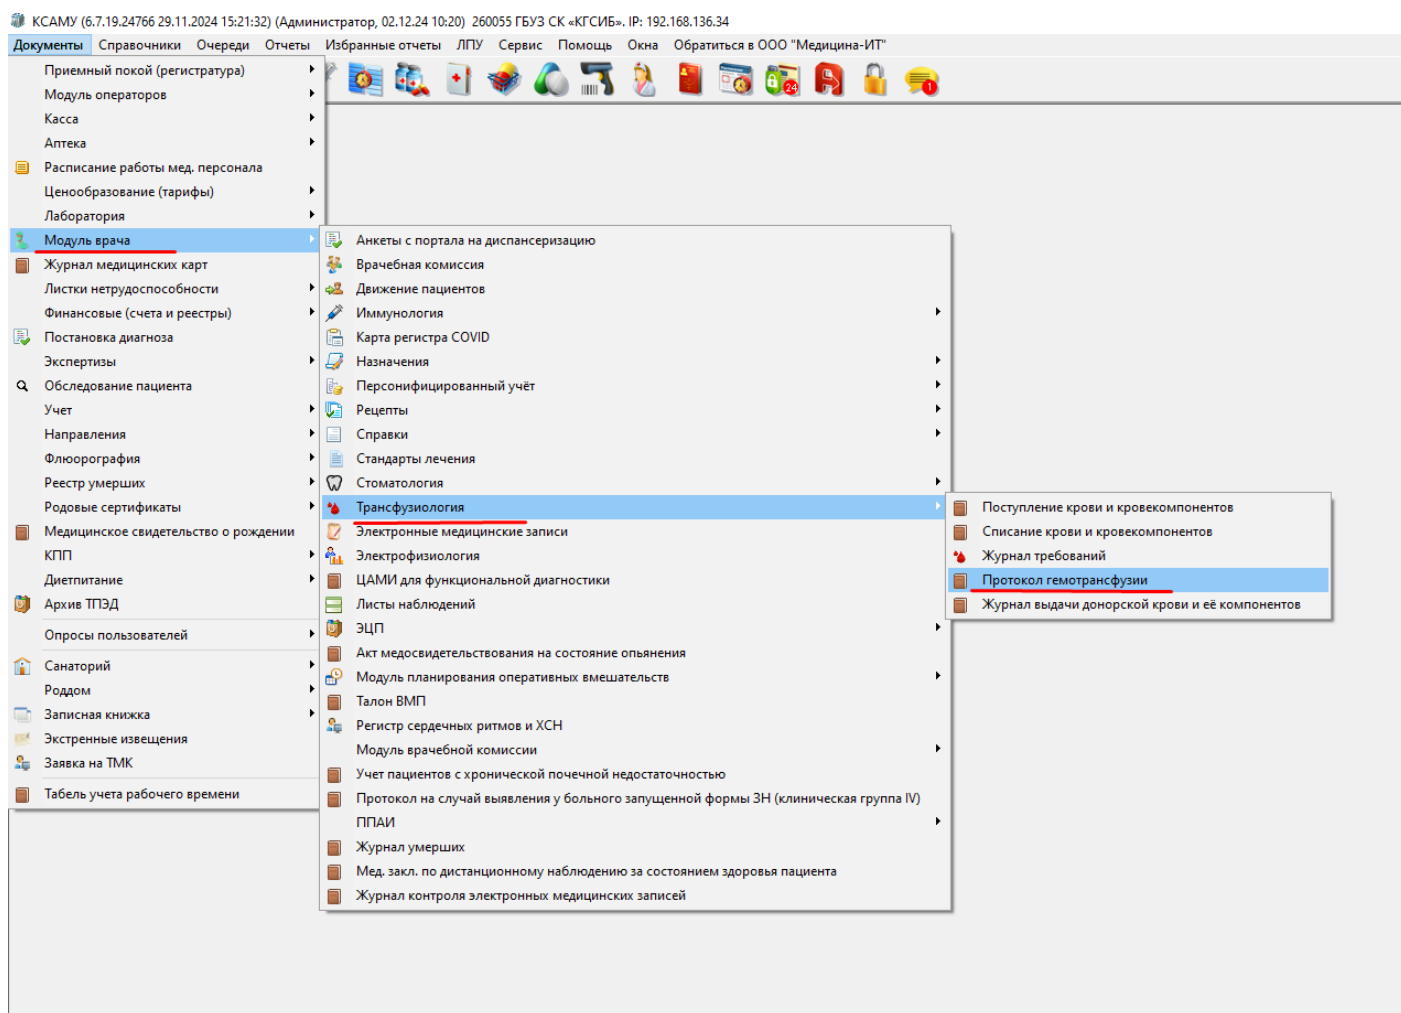 КСАМУ (6.7.19.24766 29.11.2024 15:21:32) (Администратор, 02.12.24 10:20) 260055 ГБУЗ СК «КГСИБ». IP: 192.168.136.34
Документы Справочники Очереди Отчеты Избранные отчеты ЛПУ Сервис Помощь Окна Обратиться в ООО "Медицина-ИТ"
24
1
Приемный покой (регистратура)
Модуль операторов
Касса
Аптека
Расписание работы мед. персонала
Ценообразование (тарифы)
Лаборатория
Модуль врача
Журнал медицинских карт
Листки нетрудоспособности
Финансовые (счета и реестры)
Постановка диагноза
Экспертизы
Обследование пациента
Учет
Направления
Флюорография
Реестр умерших
Родовые сертификаты
Медицинское свидетельство о рождении
КПП
Диетпитание
Архив ТПЭД
Опросы пользователей
Санаторий
Роддом
Записная книжка
Экстренные извещения
Заявка на ТМК
Табель учета рабочего времени
Анкеты с портала на диспансеризацию
Врачебная комиссия
Движение пациентов
Иммунология
Карта регистра COVID
Назначения
Персонифицированный учёт
Рецепты
Справки
Стандарты лечения
Стоматология
Трансфузиология
Электронные медицинские записи
Электрофизиология
ЦАМИ для функциональной диагностики
Листы наблюдений
ЭЦП
Акт медосвидетельствования на состояние опьянения
Модуль планирования оперативных вмешательств
Талон ВМП
Регистр сердечных ритмов и ХСН
Модуль врачебной комиссии
Учет пациентов с хронической почечной недостаточностью
Протокол на случай выявления у больного запущенной формы ЗН (клиническая группа IV)
ППАИ
Журнал умерших
Мед. закл. по дистанционному наблюдению за состоянием здоровья пациента
Журнал контроля электронных медицинских записей
Поступление крови и кровекомпонентов
Списание крови и кровекомпонентов
Журнал требований
Протокол гемотрансфузии
Журнал выдачи донорской крови и её компонентов